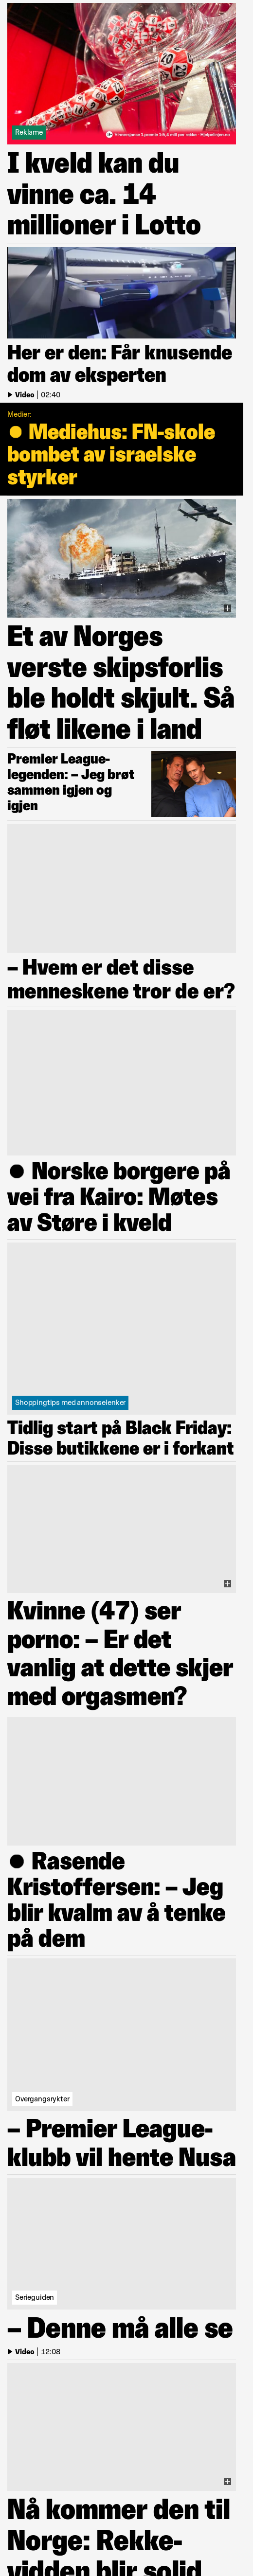 Reklame
Vinnersjanse 1.premie 1:5,4 mill per rekke Hjelpelinjen.no
I kveld kan du
vinne ca. 14
millioner i Lotto
Her er den: Får knusende
dom av eksperten
Video | 02:40
Medier:
● Mediehus: FN-skole
bombet av israelske
styrker
Et av Norges
verste skipsforlis
ble holdt skjult. Så
fløt likene i land
Premier League-
legenden: – Jeg brøt
sammen igjen og
igjen
– Hvem er det disse
menneskene tror de er?
● Norske borgere på
vei fra Kairo: Møtes
av Støre i kveld
Shoppingtips med annonselenker
Tidlig start på Black Friday:
Disse butikkene er i forkant
Kvinne (47) ser
porno: – Er det
vanlig at dette skjer
med orgasmen?
● Rasende
Kristoffersen: – Jeg
blir kvalm av å tenke
på dem
Overgangsrykter
– Premier League-
klubb vil hente Nusa
Serieguiden
– Denne må alle se
Video | 12:08
Nå kommer den til
Norge: Rekke-
vidden blir solid